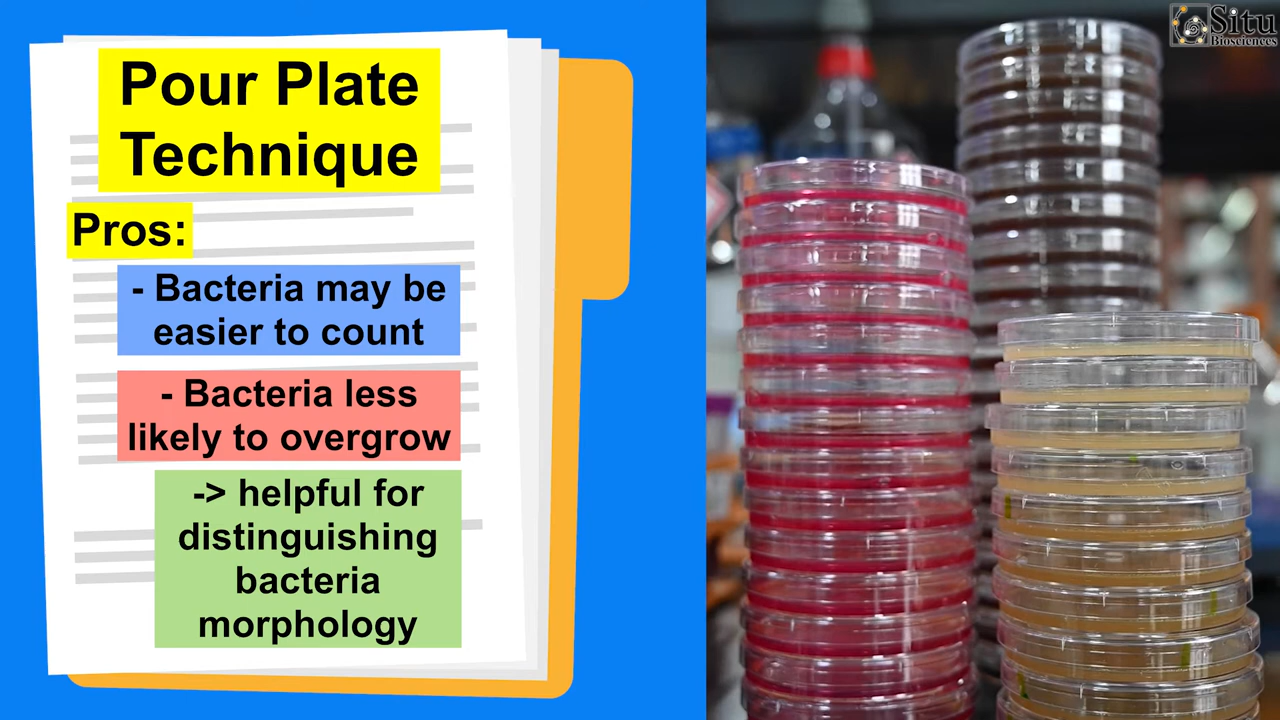 Pour Plate
Technique
Pros:
- Bacteria may be
easier to count
- Bacteria less
likely to overgrow
-> helpful for
distinguishing
bacteria
morphology
Situ
Biosciences